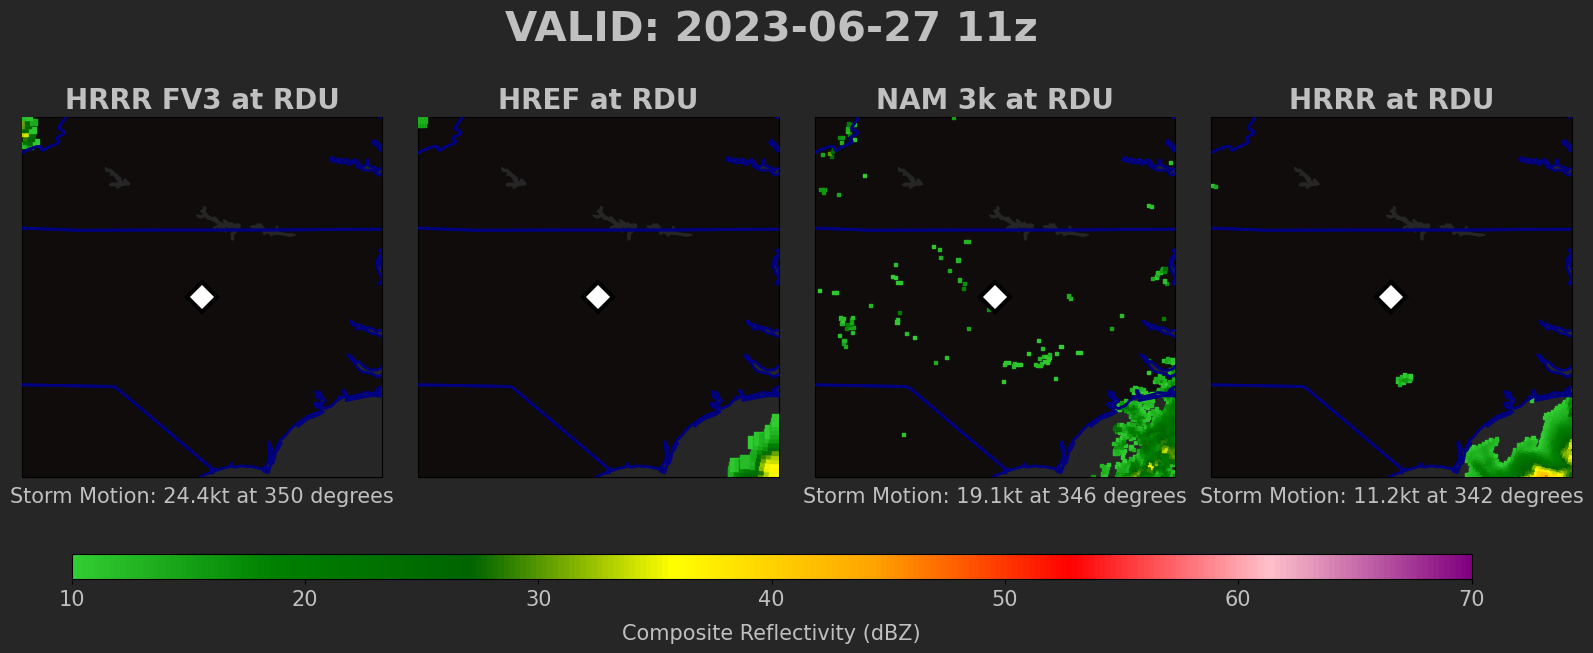 VALID: 2023-06-27 11z
HRRR FV3 at RDU
HREF at RDU
NAM 3k at RDU
HRRR at RDU
Storm Motion: 24.4kt at 350 degrees
Storm Motion: 19.1kt at 346 degrees
Storm Motion: 11.2kt at 342 degrees
10 20 30 40 50 60 70
Composite Reflectivity (dBZ)